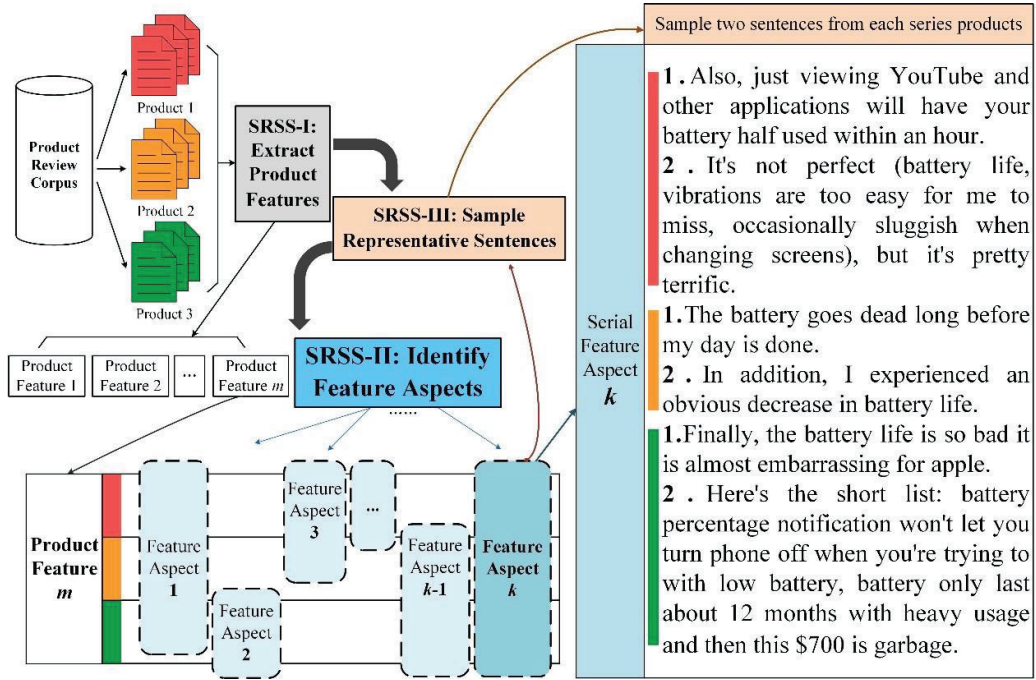 Product
Review
Corpus
Product 1
Product 2
Product 3
SRSS-I:
Extract
Product
Features
SRSS-III: Sample
Representative Sentences
SRSS-II: Identify
Feature Aspects
......
Product
Feature 1
Product
Feature 2
...
Product
Feature m
Product
Feature
m
Feature
Aspect
1
Feature
Aspect
2
Feature
Aspect
3
...
Feature
Aspect
k-1
Feature
Aspect
k
Serial
Feature
Aspect
k
Sample two sentences from each series products
1. Also, just viewing YouTube and
other applications will have your
battery half used within an hour.
2 . It's not perfect (battery life,
vibrations are too easy for me to
miss, occasionally sluggish when
changing screens), but it's pretty
terrific.
1.The battery goes dead long before
my day is done.
2 . In addition, I experienced an
obvious decrease in battery life.
1.Finally, the battery life is so bad it
is almost embarrassing for apple.
2 . Here's the short list: battery
percentage notification won't let you
turn phone off when you're trying to
with low battery, battery only last
about 12 months with heavy usage
and then this $700 is garbage.